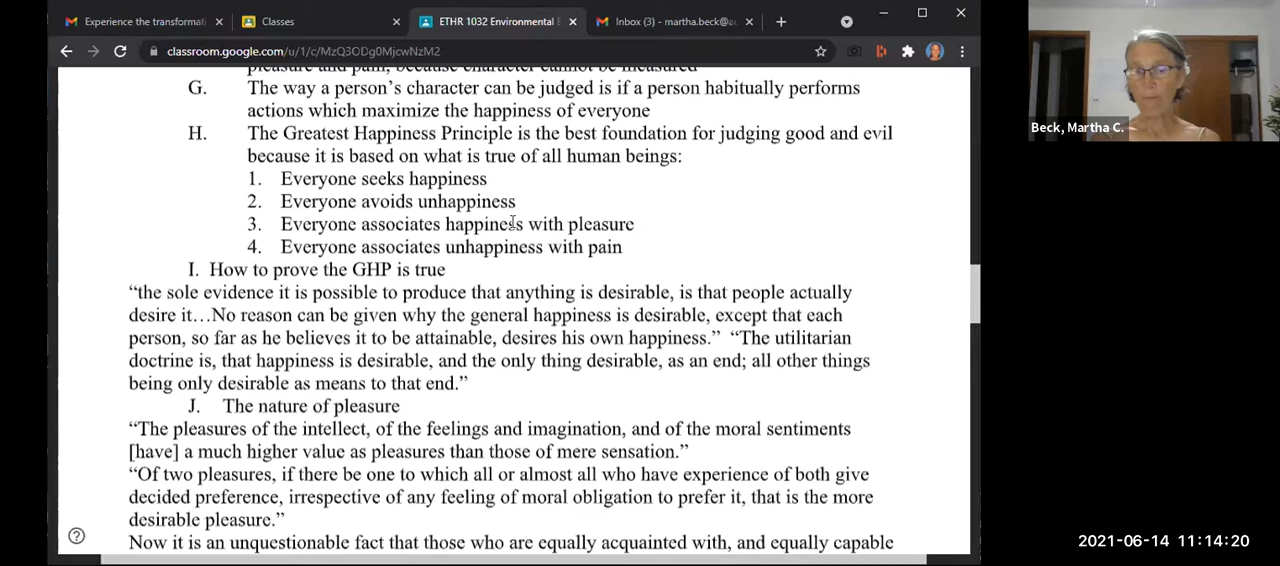 Experience the transformati
Classes
ETHR 1032 Environmental E
Inbox (3) - martha.beck@a
classroom.google.com/u/1/c/MzQ3ODg0MjcwNzM2
pleasure and pain, because character cannot be measured
G. The way a person's character can be judged is if a person habitually performs
actions which maximize the happiness of everyone
H. The Greatest Happiness Principle is the best foundation for judging good and evil
because it is based on what is true of all human beings:
1. Everyone seeks happiness
2. Everyone avoids unhappiness
3. Everyone associates happiness with pleasure
4. Everyone associates unhappiness with pain
I. How to prove the GHP is true
“the sole evidence it is possible to produce that anything is desirable, is that people actually
desire it…No reason can be given why the general happiness is desirable, except that each
person, so far as he believes it to be attainable, desires his own happiness.” “The utilitarian
doctrine is, that happiness is desirable, and the only thing desirable, as an end; all other things
being only desirable as means to that end.”
J. The nature of pleasure
“The pleasures of the intellect, of the feelings and imagination, and of the moral sentiments
[have] a much higher value as pleasures than those of mere sensation.”
“Of two pleasures, if there be one to which all or almost all who have experience of both give
decided preference, irrespective of any feeling of moral obligation to prefer it, that is the more
desirable pleasure.”
Now it is an unquestionable fact that those who are equally acquainted with, and equally capable
Beck, Martha C.
2021-06-14 11:14:20